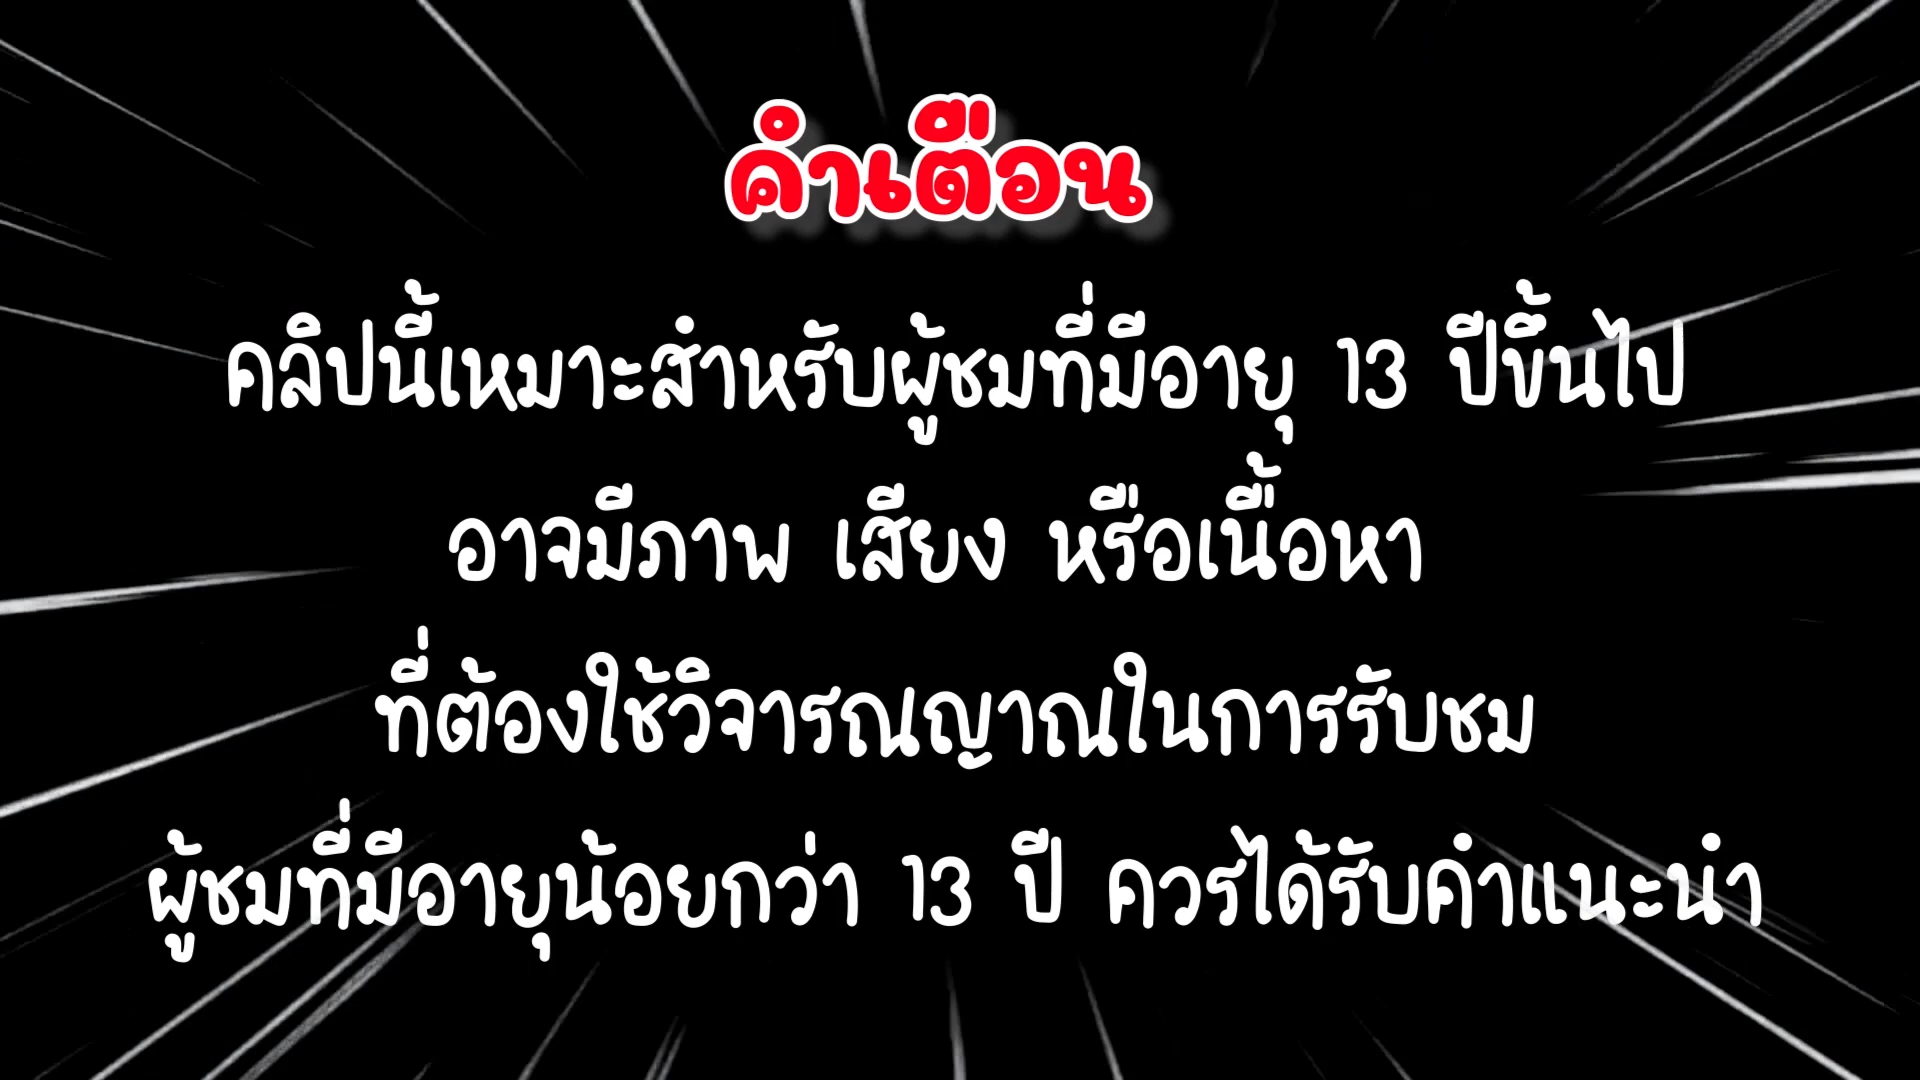 คำเตือน
คลิปนี้เหมาะสำหรับผู้ชมที่มีอายุ 13 ปีขึ้นไป
อาจมีภาพ เสียง หรือเนื้อหา
ที่ต้องใช้วิจารณญาณในการรับชม
ผู้ชมที่มีอายุน้อยกว่า 13 ปี ควรได้รับคำแนะนำ